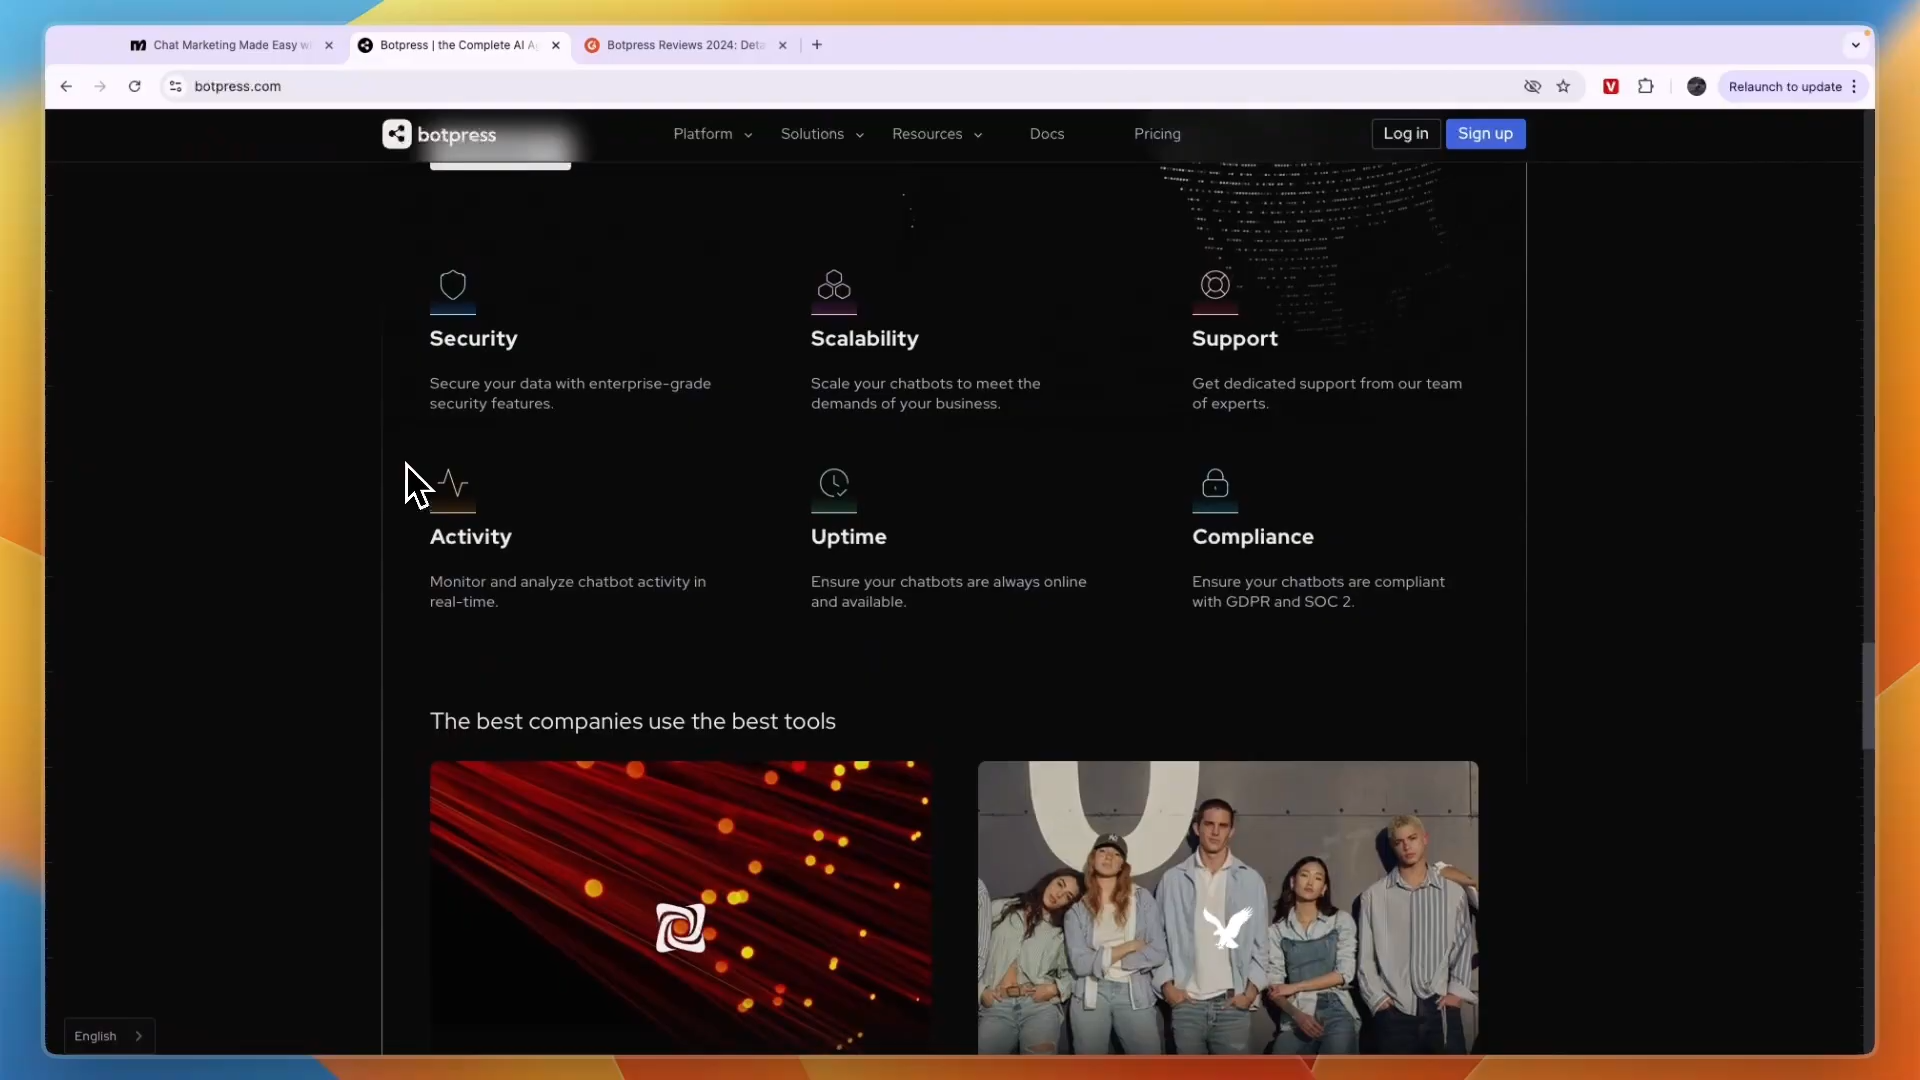 Chat Marketing Made Easy w
Botpress | the Complete AI A
Botpress Reviews 2024: Deta
botpress.com
Relaunch to update
botpress
Platform
Solutions
Resources
Docs
Pricing
Log in
Sign up
Security
Scalability
Support
Secure your data with enterprise-grade
security features.
Scale your chatbots to meet the
demands of your business.
Get dedicated support from our team
of experts.
Activity
Uptime
Compliance
Monitor and analyze chatbot activity in
real-time.
Ensure your chatbots are always online
and available.
Ensure your chatbots are compliant
with GDPR and SOC 2.
The best companies use the best tools
English